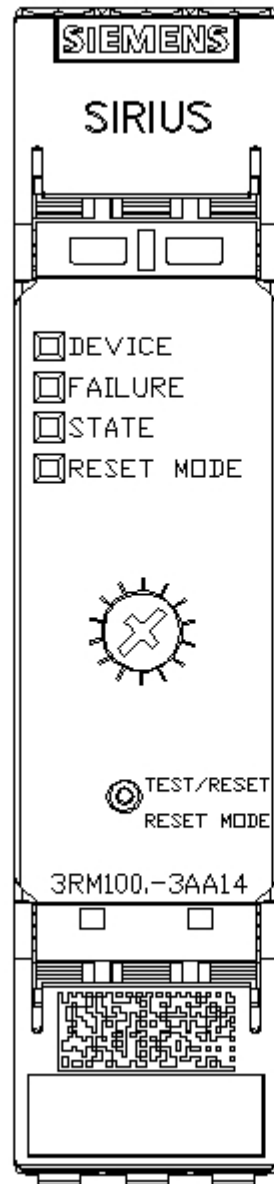 SIEMENS
SIRIUS
DEVICE
FAILURE
STATE
RESET MODE
TEST/RESET
RESET MODE
3RM100.-3AA14